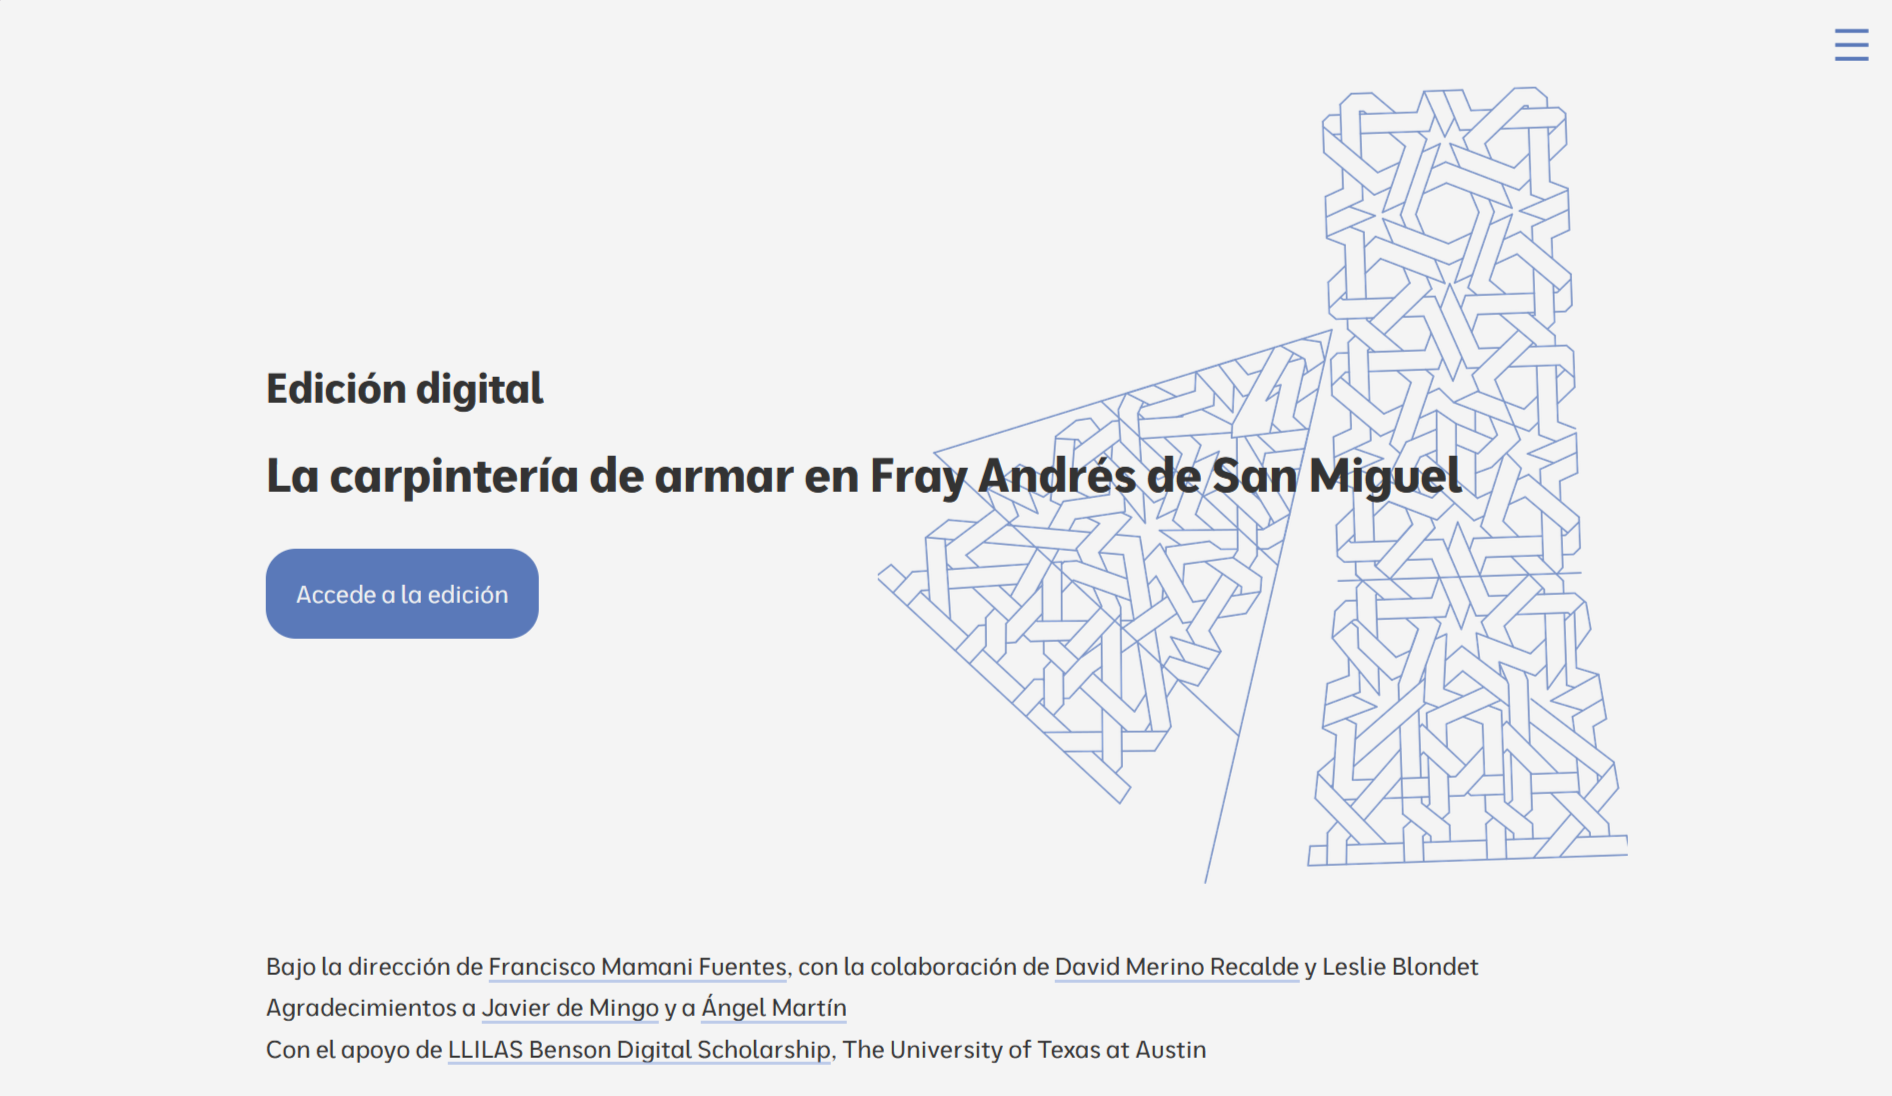 Edición digital
La carpintería de armar en Fray Andrés de San Miguel
Accede a la edición
Bajo la dirección de Francisco Mamani Fuentes, con la colaboración de David Merino Recalde y Leslie Blondet
Agradecimientos a Javier de Mingo y a Ángel Martín
Con el apoyo de LLILAS Benson Digital Scholarship, The University of Texas at Austin